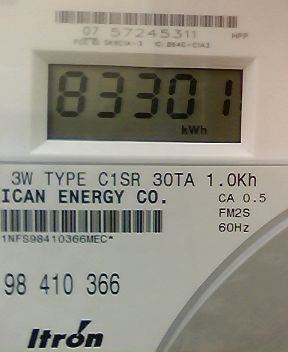 07 57245311 HPP
83301
kWh
3W TYPE C1SR 30TA 1.0Kh
ICAN ENERGY CO. CA 0.5
FM2S
60Hz
1NFS98410366MEC*
98 410 366
Itron